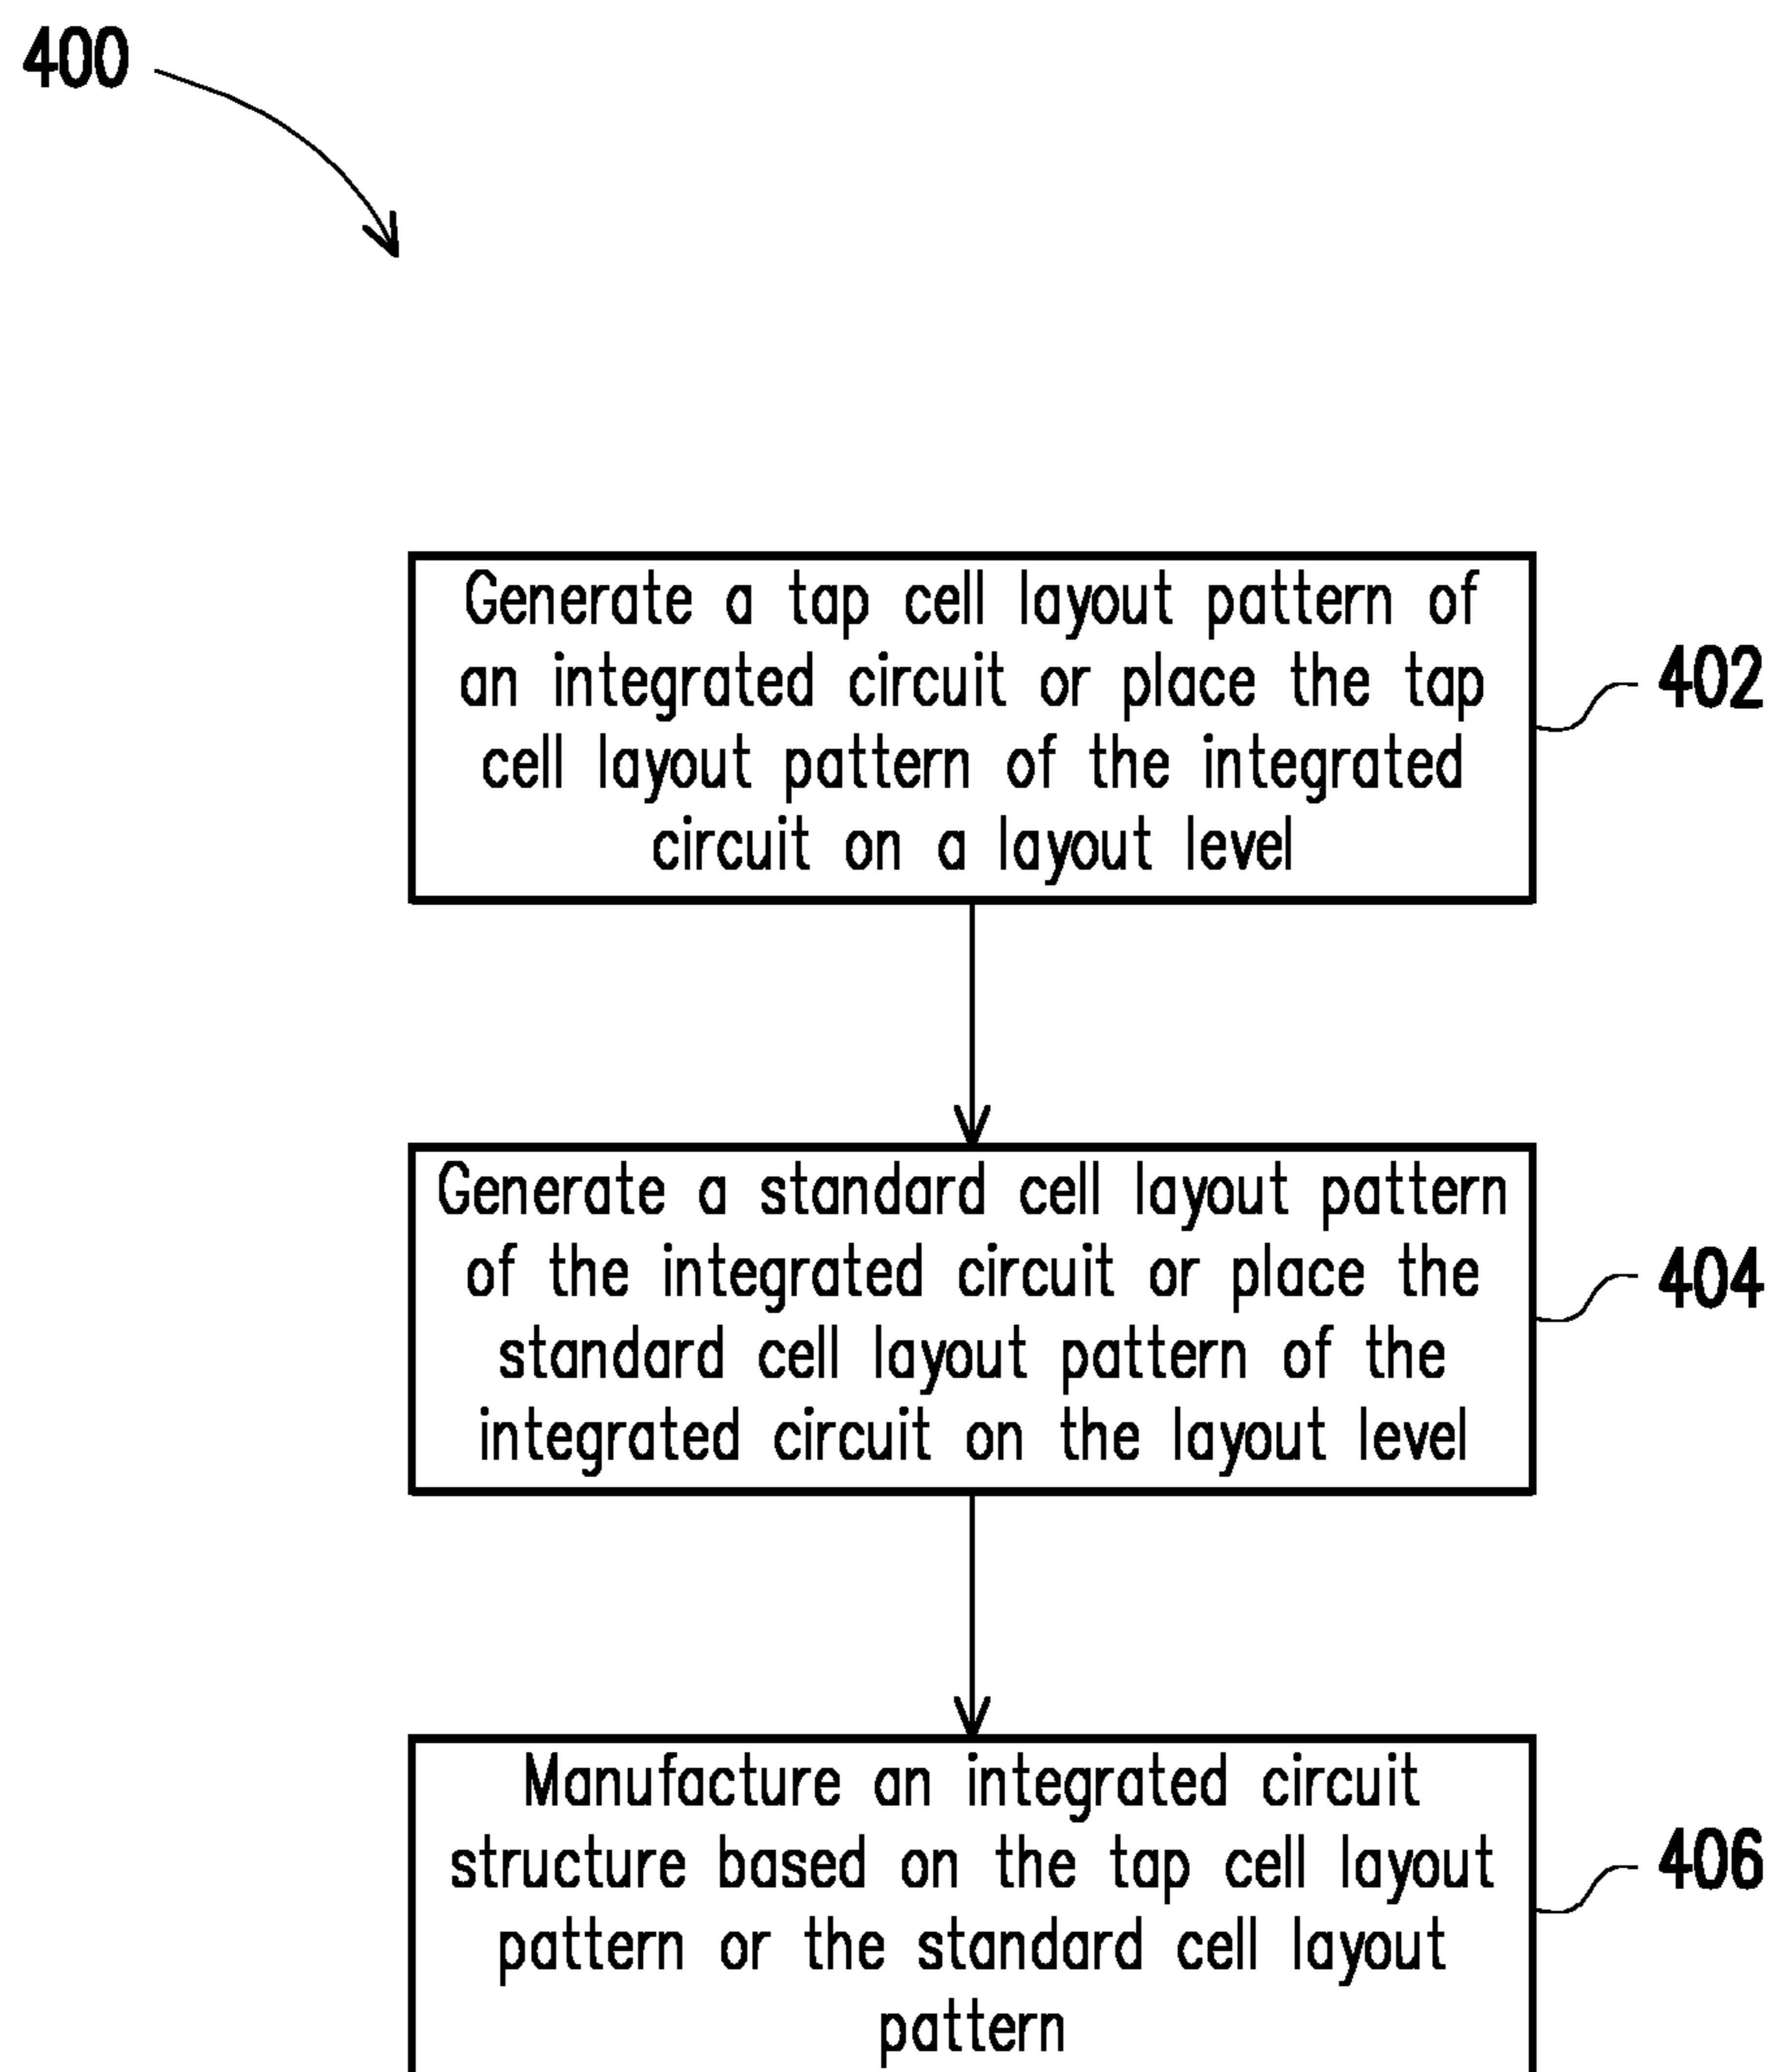 400
Generate a tap cell layout pattern of
an integrated circuit or place the tap
cell layout pattern of the integrated
circuit on a layout level
402
Generate a standard cell layout pattern
of the integrated circuit or place the
standard cell layout pattern of the
integrated circuit on the layout level
404
Manufacture an integrated circuit
structure based on the tap cell layout
pattern or the standard cell layout
pattern
406